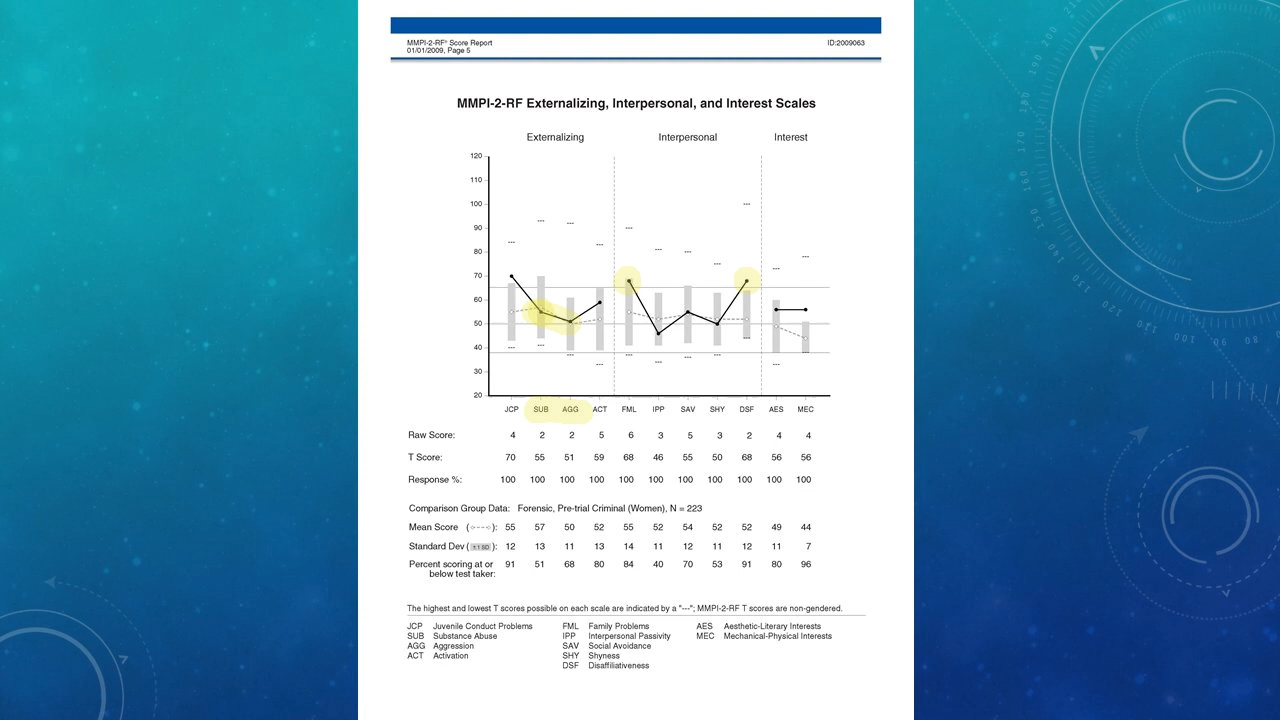 MMPI-2-RF® Score Report
01/01/2009, Page 5
ID:2009063
MMPI-2-RF Externalizing, Interpersonal, and Interest Scales
Externalizing Interpersonal Interest
120
110
100
90
80
70
60
50
40
30
20
JCP SUB AGG ACT FML IPP SAV SHY DSF AES MEC
Raw Score: 4 2 2 5 6 3 5 3 2 4 4
T Score: 70 55 51 59 68 46 55 50 68 56 56
Response %: 100 100 100 100 100 100 100 100 100 100 100
Comparison Group Data: Forensic, Pre-trial Criminal (Women), N = 223
Mean Score (◇---◇): 55 57 50 52 55 52 54 52 52 49 44
Standard Dev (±1 SD): 12 13 11 13 14 11 12 11 12 11 7
Percent scoring at or 91 51 68 80 84 40 70 53 91 80 96
below test taker:
The highest and lowest T scores possible on each scale are indicated by a "---"; MMPI-2-RF T scores are non-gendered.
JCP Juvenile Conduct Problems FML Family Problems AES Aesthetic-Literary Interests
SUB Substance Abuse IPP Interpersonal Passivity MEC Mechanical-Physical Interests
AGG Aggression SAV Social Avoidance
ACT Activation SHY Shyness
DSF Disaffiliativeness